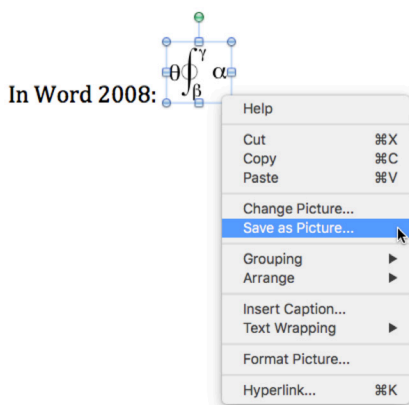 In Word 2008: θ∮βγ α
Help
Cut ⌘X
Copy ⌘C
Paste ⌘V
Change Picture...
Save as Picture...
Grouping ▶
Arrange ▶
Insert Caption...
Text Wrapping ▶
Format Picture...
Hyperlink... ⌘K